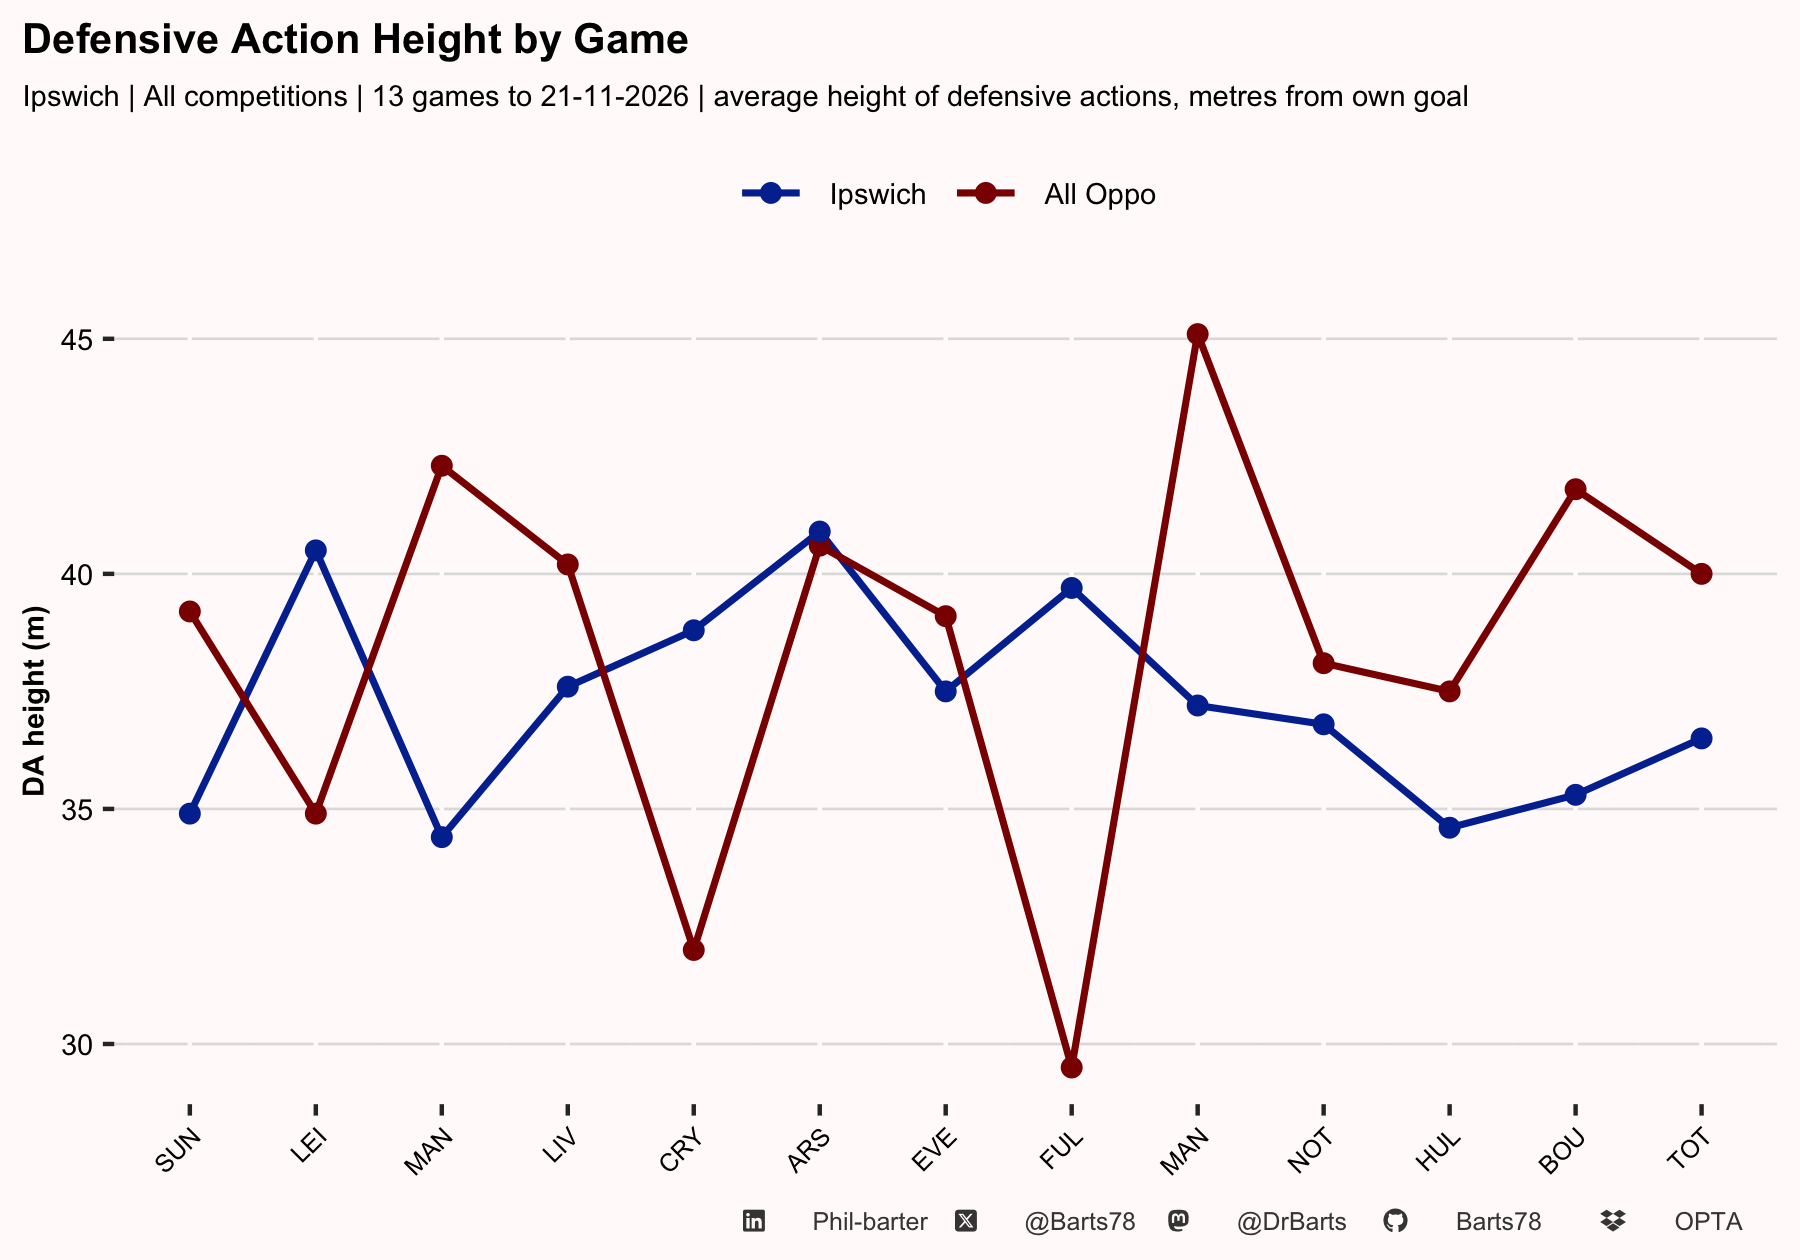 Defensive Action Height by Game
Ipswich | All competitions | 13 games to 21-11-2026 | average height of defensive actions, metres from own goal
Ipswich All Oppo
45
40
35
30
DA height (m)
SUN LEI MAN LIV CRY ARS EVE FUL MAN NOT HUL BOU TOT
Phil-barter @Barts78 @DrBarts Barts78 OPTA